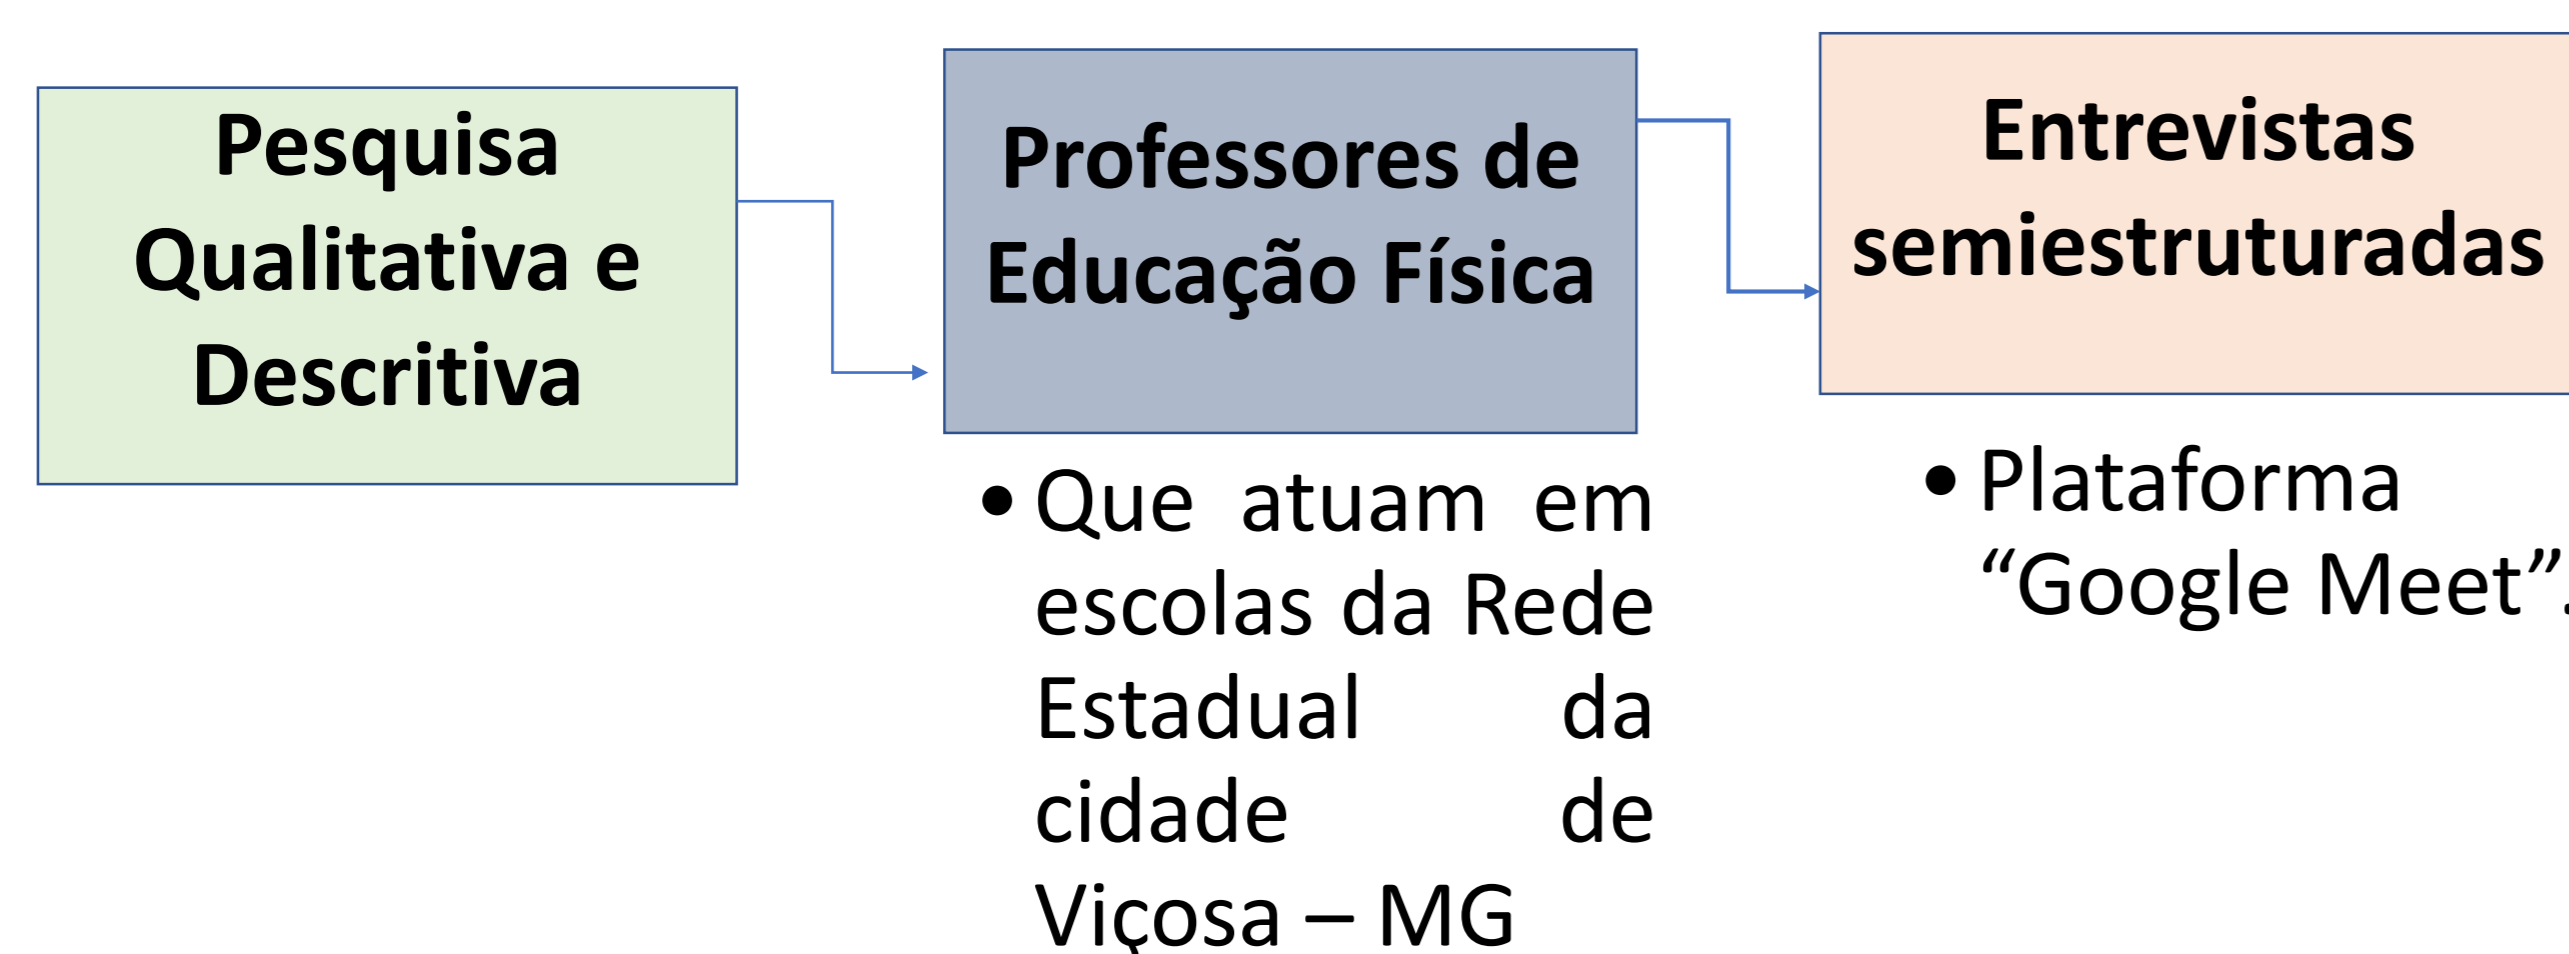 Pesquisa
Qualitativa e
Descritiva
Professores de
Educação Física
• Que atuam em
escolas da Rede
Estadual da
cidade de
Viçosa – MG
Entrevistas
semiestruturadas
• Plataforma
“Google Meet”.